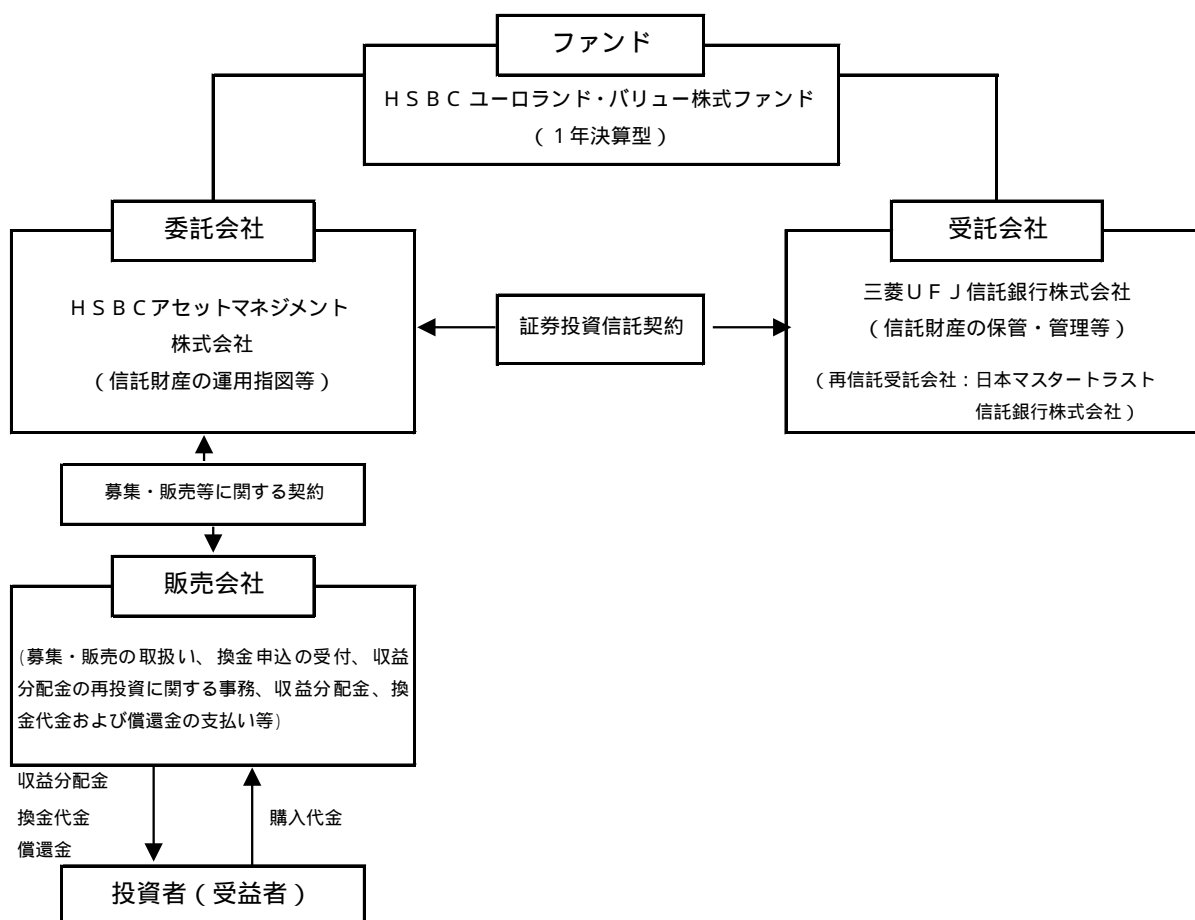 ファンド
HSBC ユーロランド・バリュー株式ファンド
(1年決算型)
委託会社
HSBCアセットマネジメント
株式会社
(信託財産の運用指図等)
証券投資信託契約
受託会社
三菱UFJ信託銀行株式会社
(信託財産の保管・管理等)
(再信託受託会社:日本マスタートラスト
信託銀行株式会社)
募集・販売等に関する契約
販売会社
(募集・販売の取扱い、換金申込の受付、収益
分配金の再投資に関する事務、収益分配金、換
金代金および償還金の支払い等)
収益分配金
換金代金
償還金
購入代金
投資者(受益者)